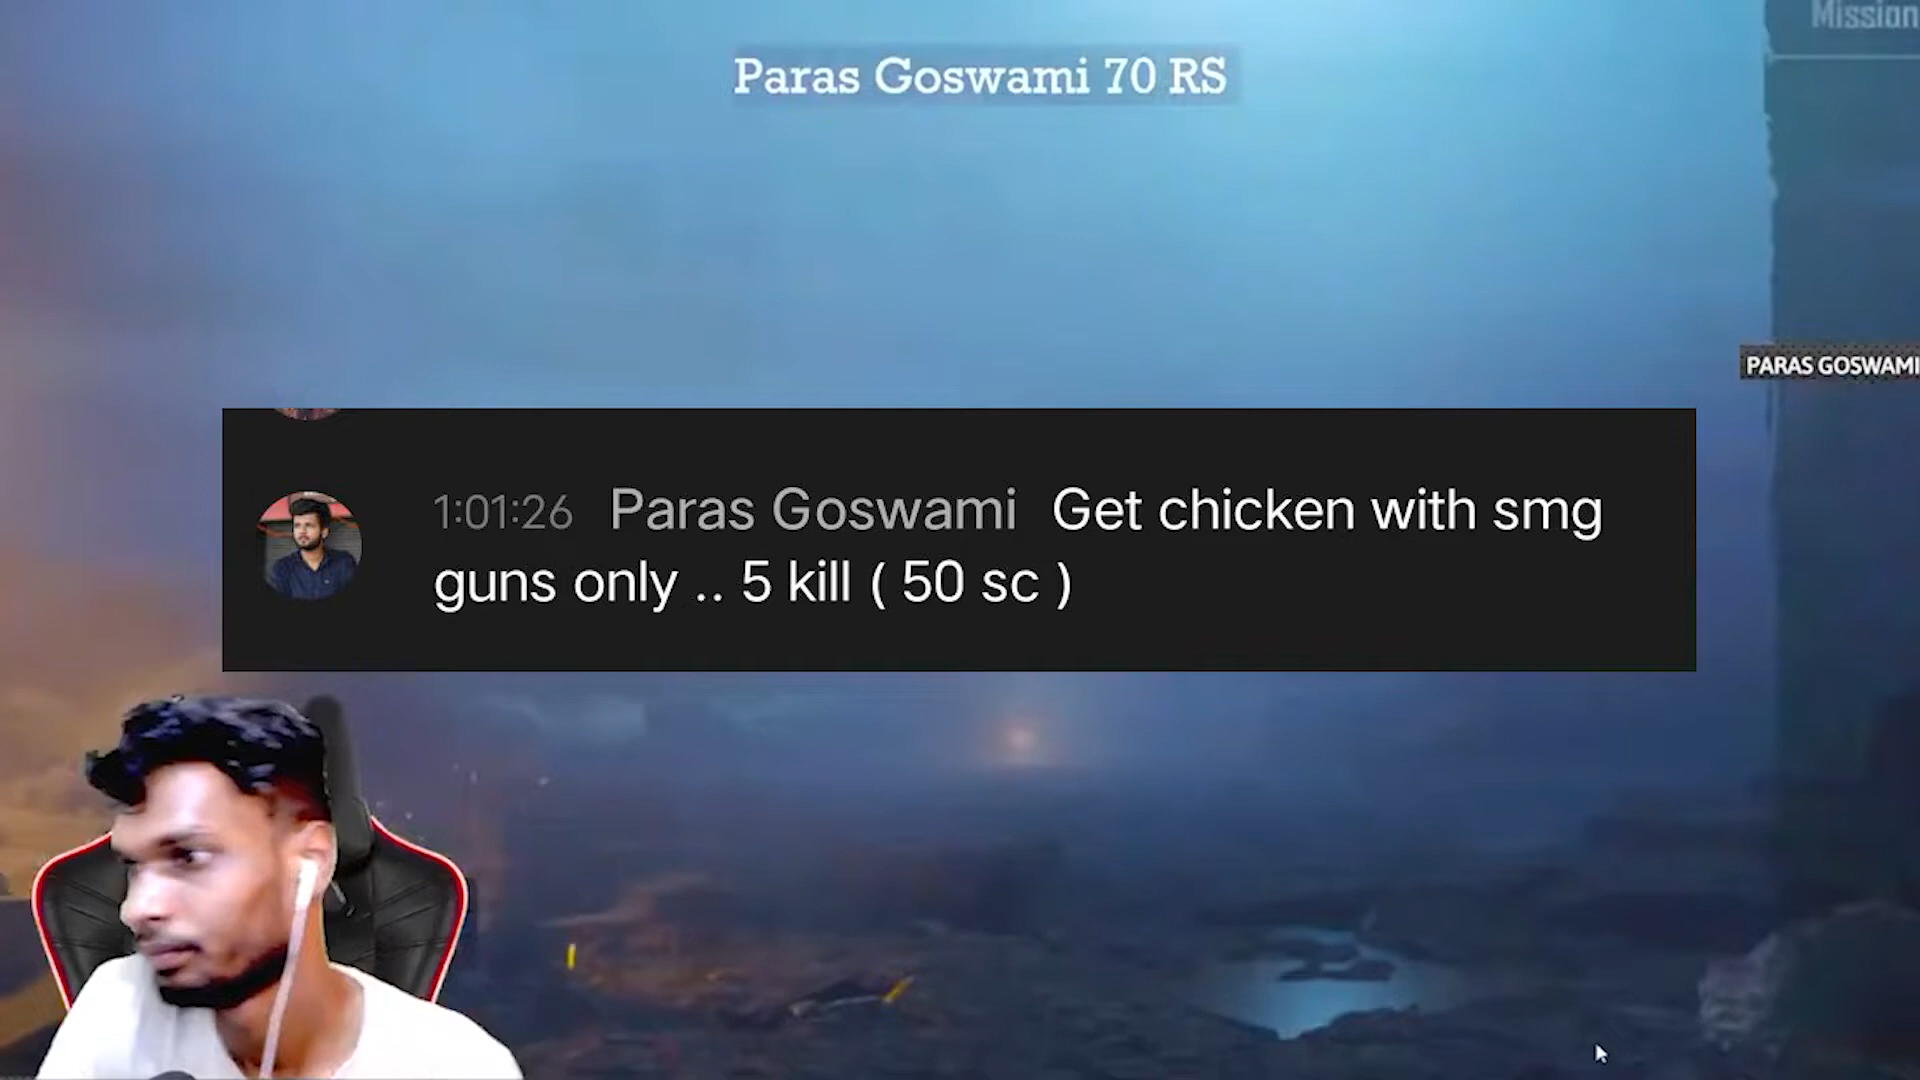 Mission
Paras Goswami 70 RS
PARAS GOSWAMI
1:01:26 Paras Goswami Get chicken with smg
guns only .. 5 kill ( 50 sc )